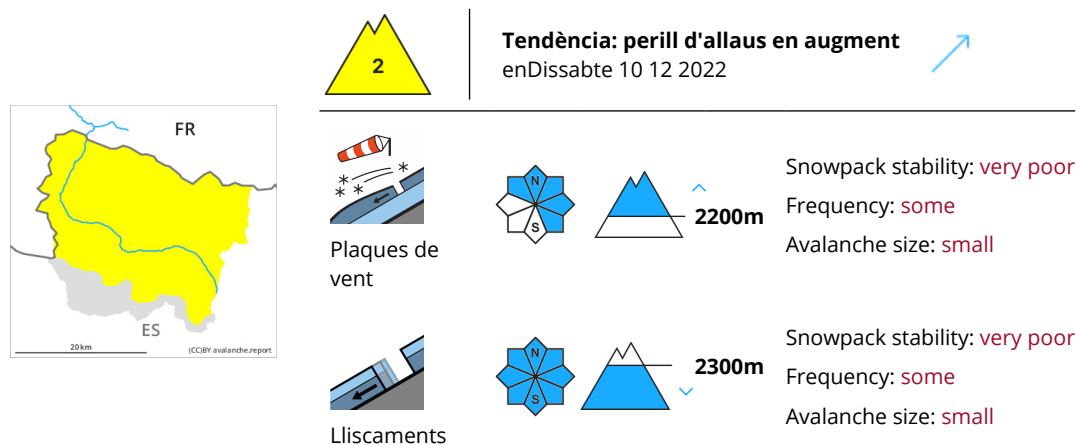 2
Tendència: perill d'allaus en augment
enDissabte 10 12 2022
FR
ES
20 km
(CC)BY avalanche.report
Plaques de
vent
N
S
2200m
Snowpack stability: very poor
Frequency: some
Avalanche size: small
Lliscaments
N
S
2300m
Snowpack stability: very poor
Frequency: some
Avalanche size: small